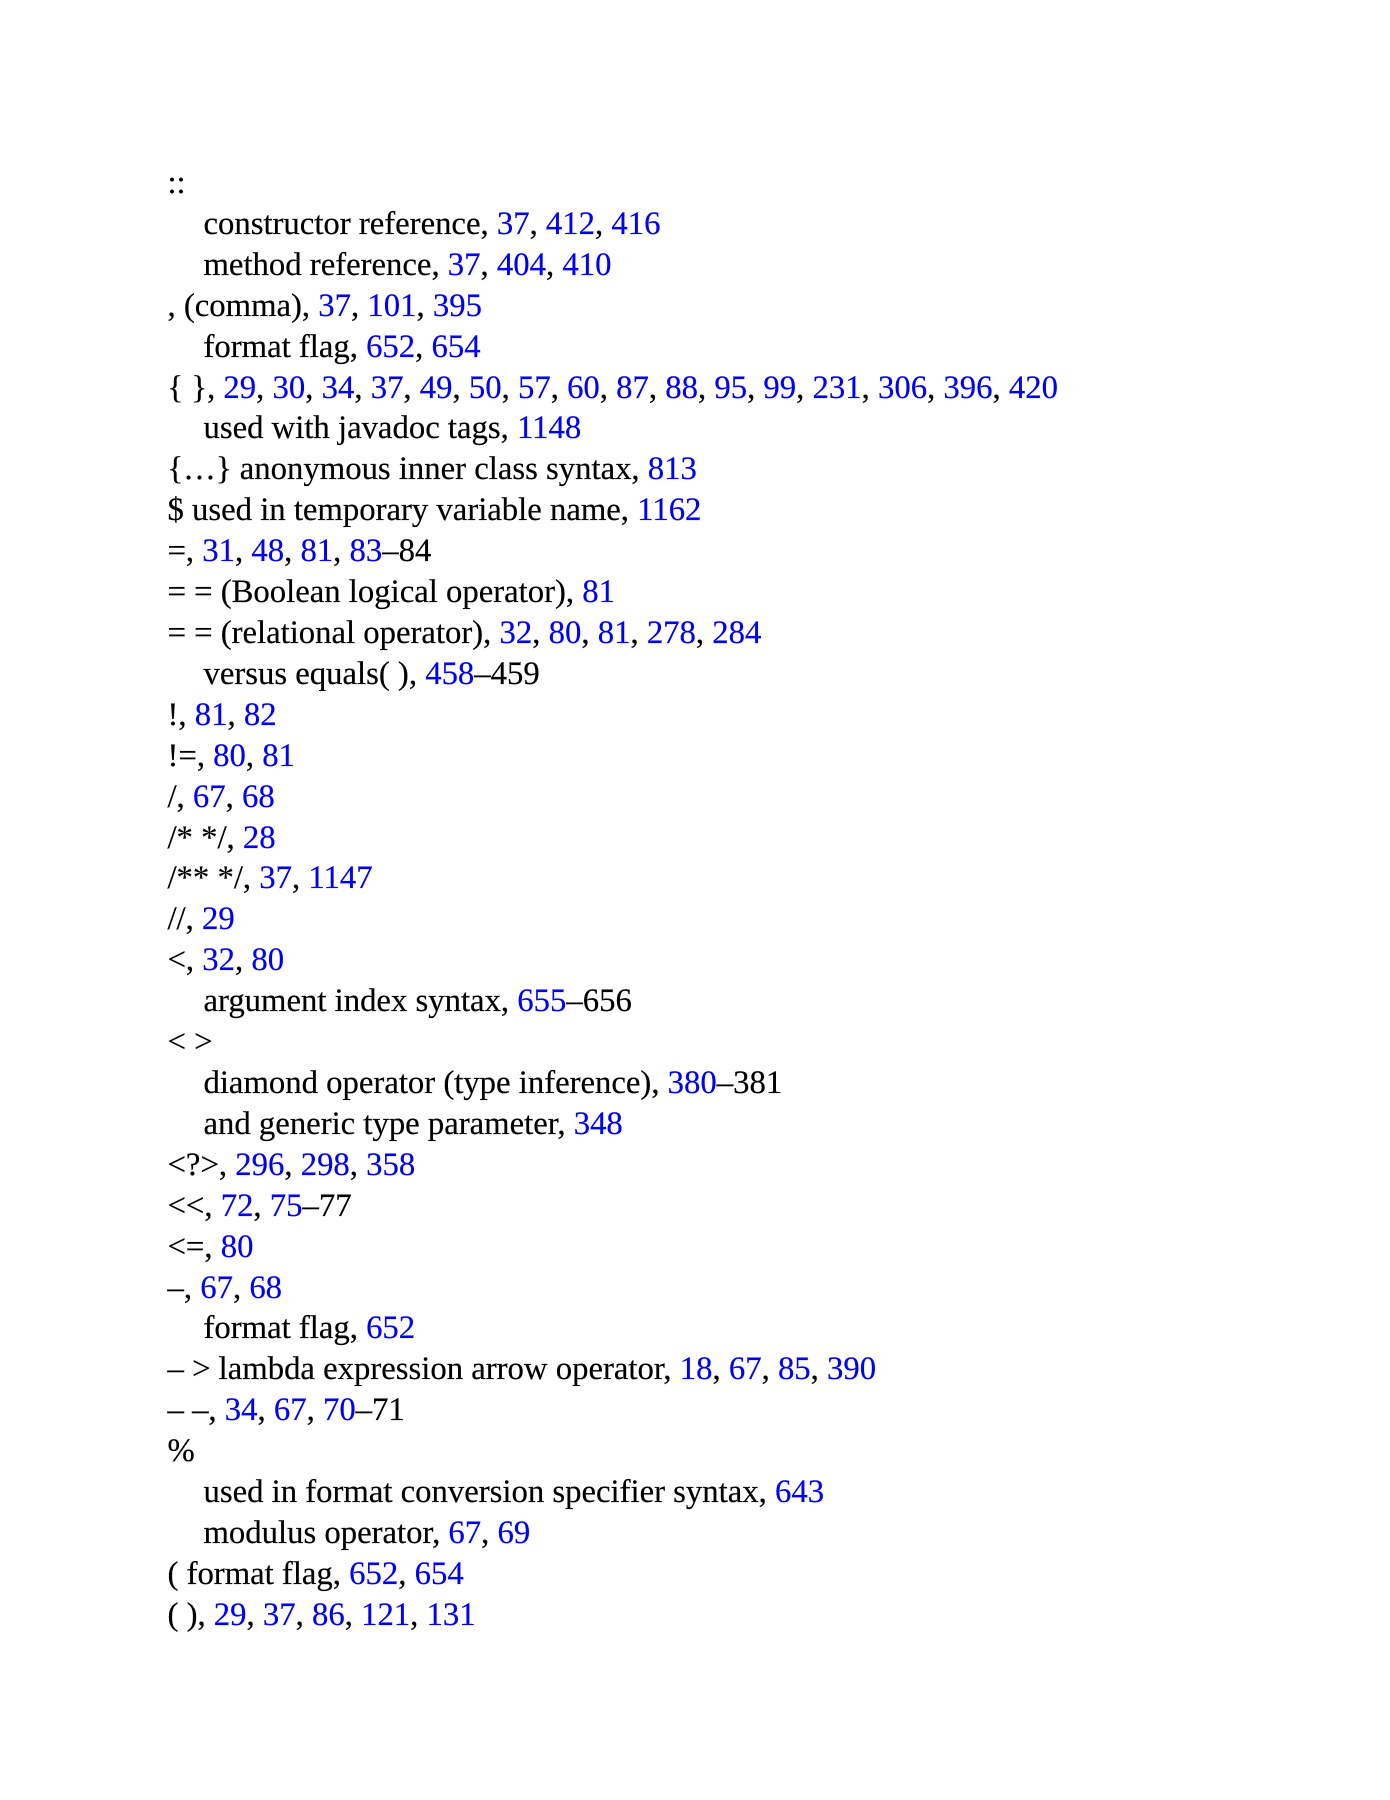 ::
constructor reference, 37, 412, 416
method reference, 37, 404, 410
, (comma), 37, 101, 395
format flag, 652, 654
{ }, 29, 30, 34, 37, 49, 50, 57, 60, 87, 88, 95, 99, 231, 306, 396, 420
used with javadoc tags, 1148
{…} anonymous inner class syntax, 813
$ used in temporary variable name, 1162
=, 31, 48, 81, 83–84
= = (Boolean logical operator), 81
= = (relational operator), 32, 80, 81, 278, 284
versus equals( ), 458–459
!, 81, 82
!=, 80, 81
/, 67, 68
/* */, 28
/** */, 37, 1147
//, 29
<, 32, 80
argument index syntax, 655–656
< >
diamond operator (type inference), 380–381
and generic type parameter, 348
<?>, 296, 298, 358
<<, 72, 75–77
<=, 80
–, 67, 68
format flag, 652
– > lambda expression arrow operator, 18, 67, 85, 390
– –, 34, 67, 70–71
%
used in format conversion specifier syntax, 643
modulus operator, 67, 69
( format flag, 652, 654
( ), 29, 37, 86, 121, 131